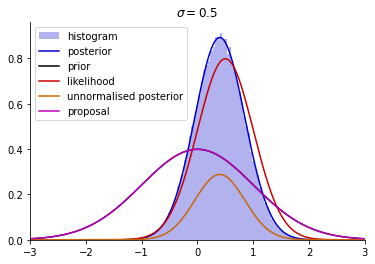 σ = 0.5
histogram
posterior
prior
likelihood
unnormalised posterior
proposal
0.8
0.6
0.4
0.2
0.0
−3 −2 −1 0 1 2 3